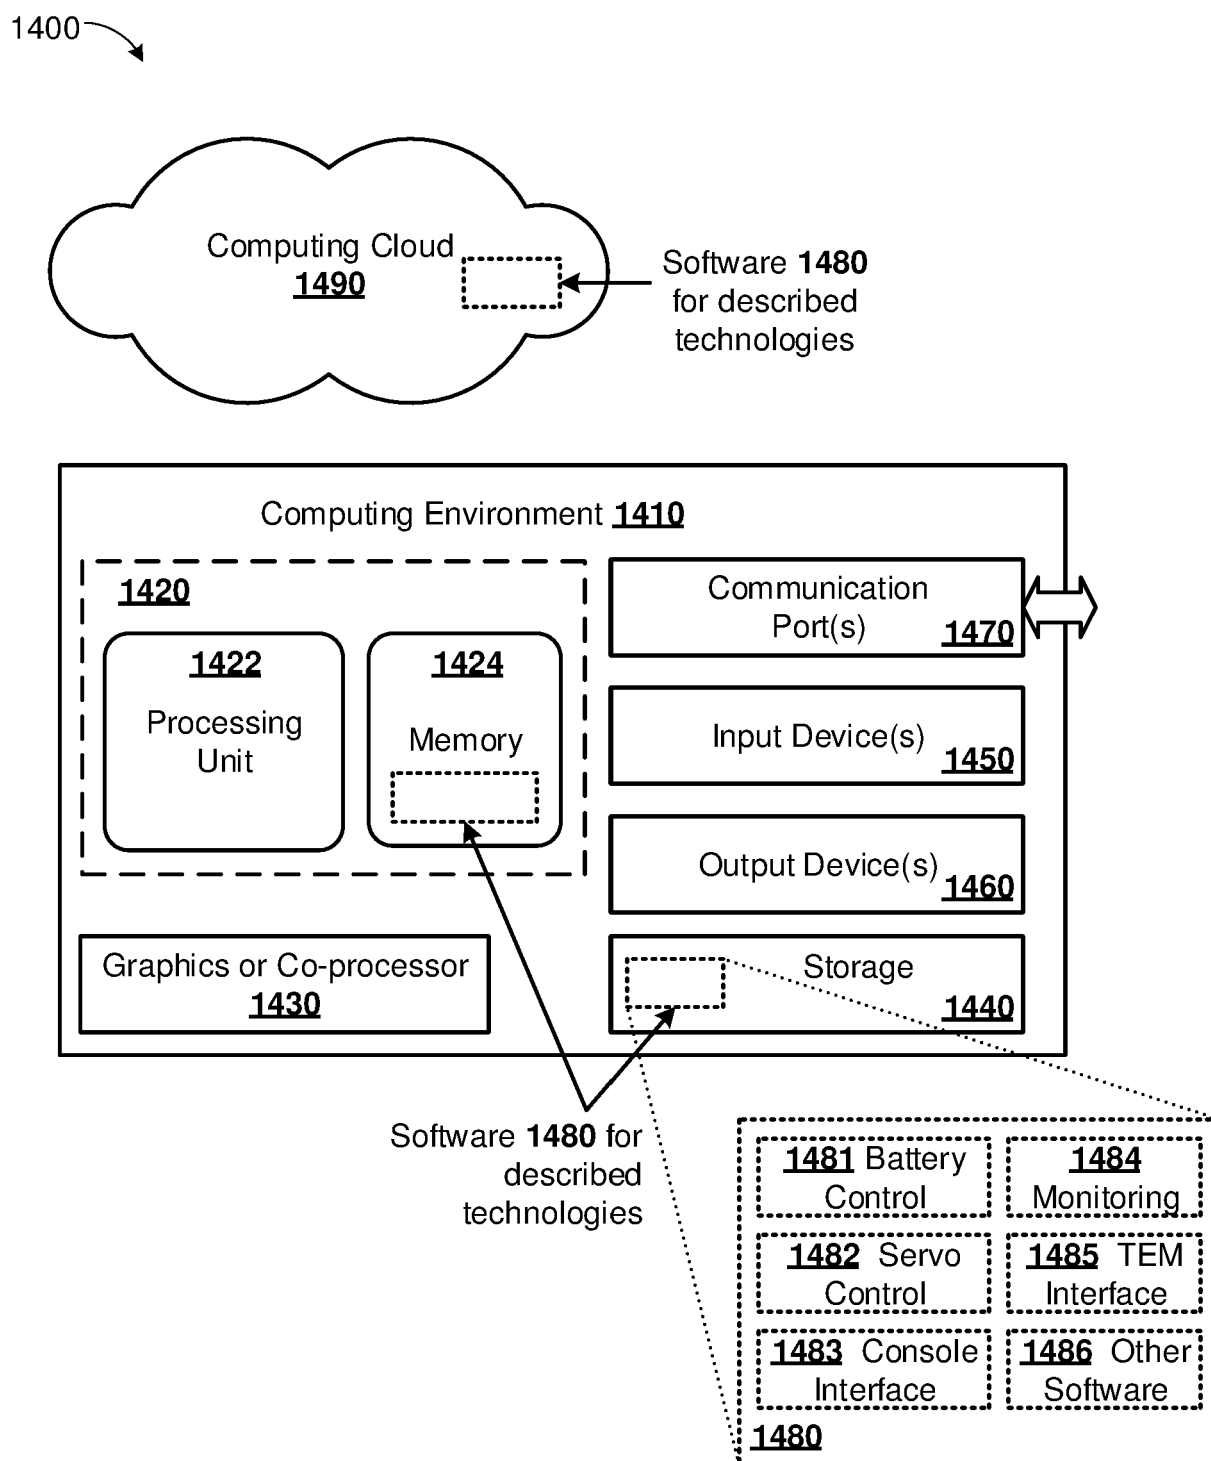 1400
Computing Cloud
1490
Software 1480
for described
technologies
Computing Environment 1410
1420
1422
Processing
Unit
1424
Memory
Communication
Port(s)
1470
Input Device(s)
1450
Output Device(s)
1460
Graphics or Co-processor
1430
Storage
1440
Software 1480 for
described
technologies
1481 Battery
Control
1484
Monitoring
1482 Servo
Control
1485 TEM
Interface
1483 Console
Interface
1486 Other
Software
1480